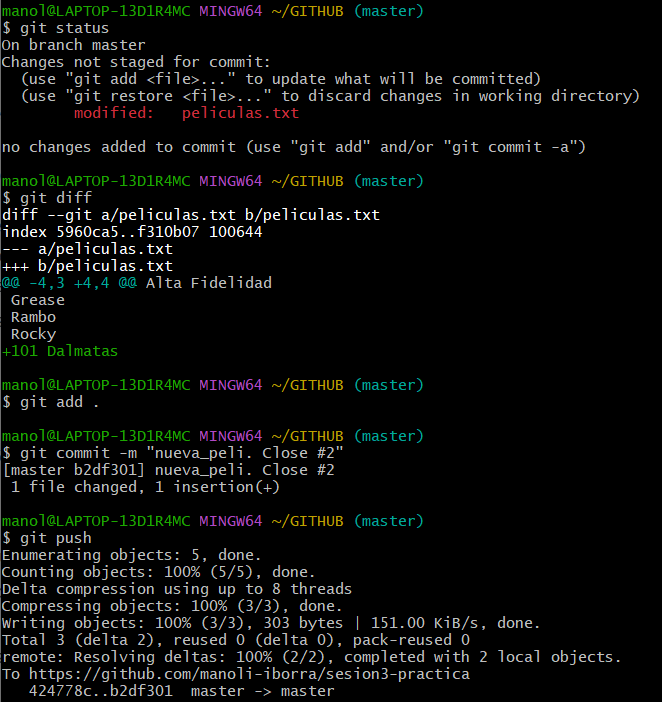 manol@LAPTOP-13D1R4MC MINGW64 ~/GITHUB (master)
$ git status
On branch master
Changes not staged for commit:
  (use "git add <file>..." to update what will be committed)
  (use "git restore <file>..." to discard changes in working directory)
        modified:   peliculas.txt

no changes added to commit (use "git add" and/or "git commit -a")

manol@LAPTOP-13D1R4MC MINGW64 ~/GITHUB (master)
$ git diff
diff --git a/peliculas.txt b/peliculas.txt
index 5960ca5..f310b07 100644
--- a/peliculas.txt
+++ b/peliculas.txt
@@ -4,3 +4,4 @@ Alta Fidelidad
 Grease
 Rambo
 Rocky
+101 Dalmatas

manol@LAPTOP-13D1R4MC MINGW64 ~/GITHUB (master)
$ git add .

manol@LAPTOP-13D1R4MC MINGW64 ~/GITHUB (master)
$ git commit -m "nueva_peli. Close #2"
[master b2df301] nueva_peli. Close #2
 1 file changed, 1 insertion(+)

manol@LAPTOP-13D1R4MC MINGW64 ~/GITHUB (master)
$ git push
Enumerating objects: 5, done.
Counting objects: 100% (5/5), done.
Delta compression using up to 8 threads
Compressing objects: 100% (3/3), done.
Writing objects: 100% (3/3), 303 bytes | 151.00 KiB/s, done.
Total 3 (delta 2), reused 0 (delta 0), pack-reused 0
remote: Resolving deltas: 100% (2/2), completed with 2 local objects.
To https://github.com/manoli-iborra/sesion3-practica
   424778c..b2df301  master -> master